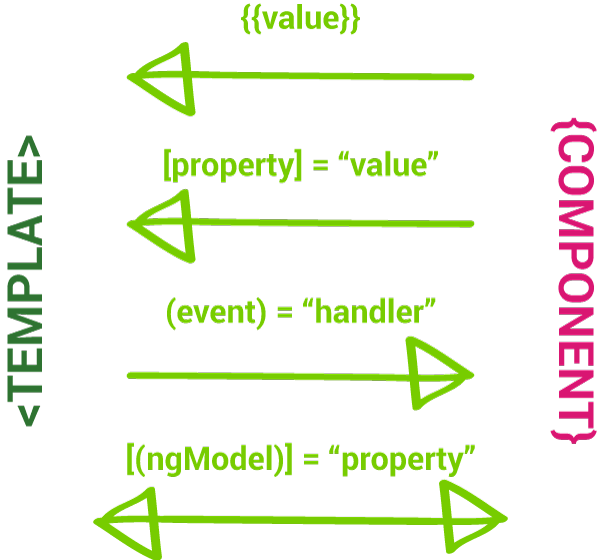 {{value}}
[property] = “value”
(event) = “handler”
[(ngModel)] = “property”
<TEMPLATE>
{COMPONENT}